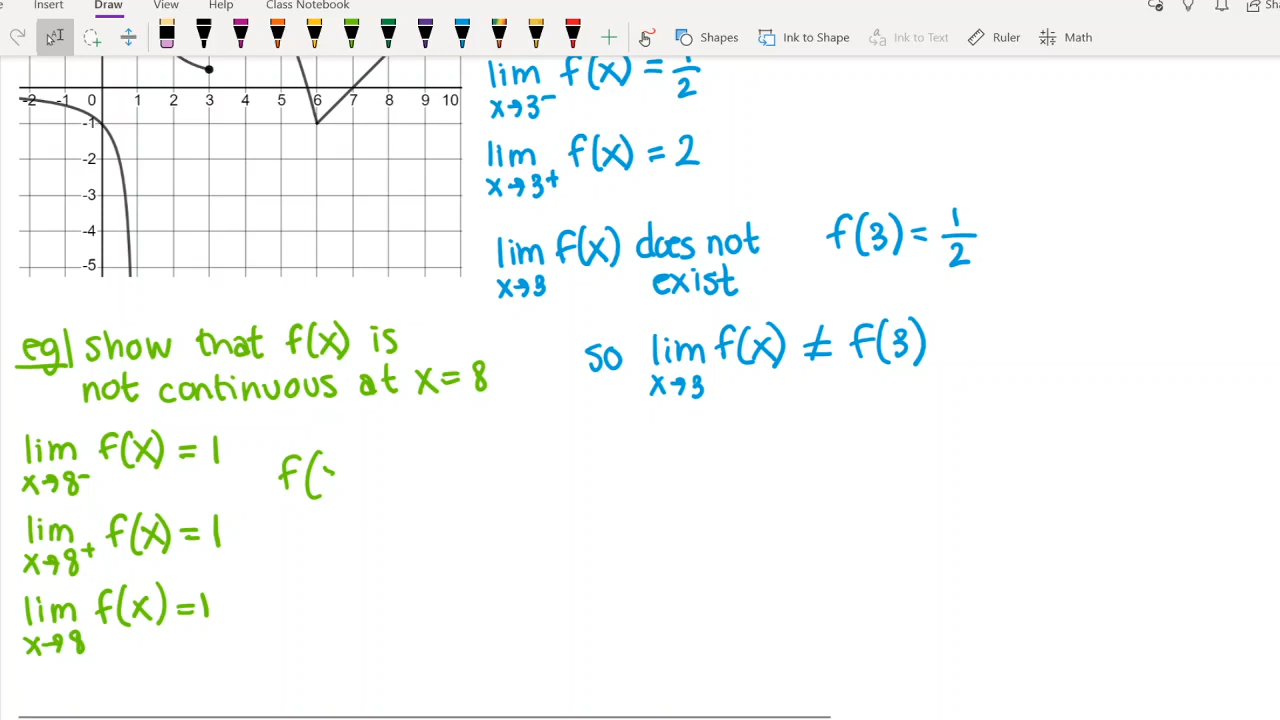 Insert Draw View Help Class Notebook
Shapes Ink to Shape Ink to Text Ruler Math
-2 -1 0 1 2 3 4 5 6 7 8 9 10
-1
-2
-3
-4
-5
lim f(x) = 1/2
x→3⁻
lim f(x) = 2
x→3⁺
lim f(x) does not
x→3 exist
f(3) = 1/2
so lim f(x) ≠ f(3)
x→3
eg| show that f(x) is
not continuous at x = 8
lim f(x) = 1
x→8⁻
f(
lim f(x) = 1
x→8⁺
lim f(x) = 1
x→8